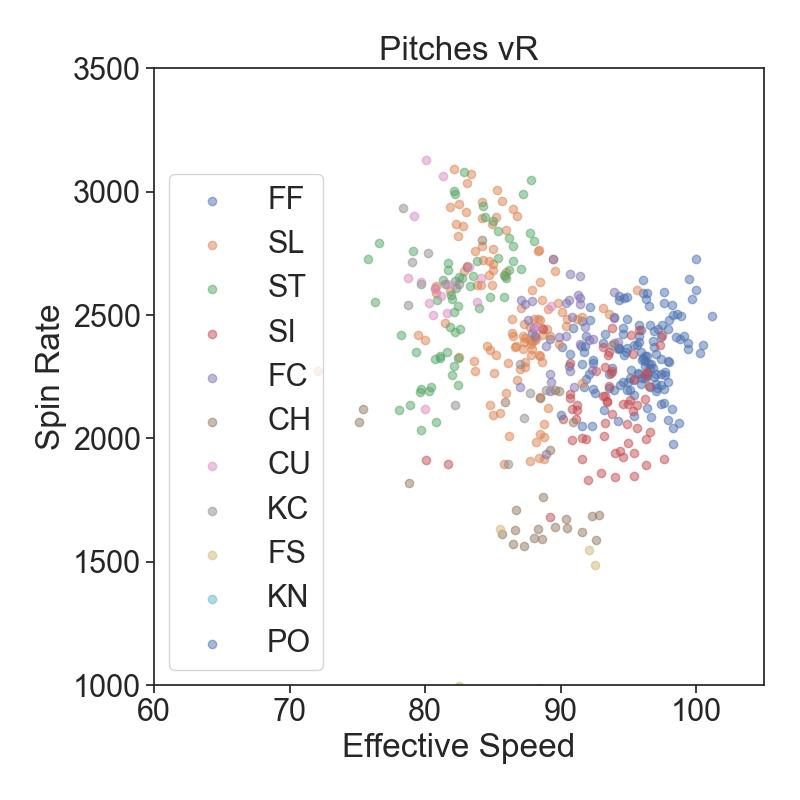 Pitches vR
3500
3000
2500
2000
1500
1000
Spin Rate
FF
SL
ST
SI
FC
CH
CU
KC
FS
KN
PO
60 70 80 90 100
Effective Speed